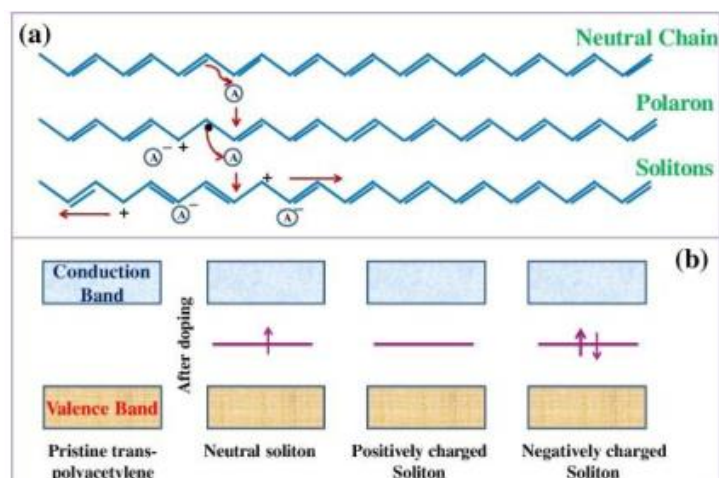 (a)
Neutral Chain
A
Polaron
A⁻ +
A
Solitons
+
+
A⁻
A⁻
(b)
Conduction
Band
After doping
Valence Band
Pristine trans-
polyacetylene
Neutral soliton
Positively charged
Soliton
Negatively charged
Soliton